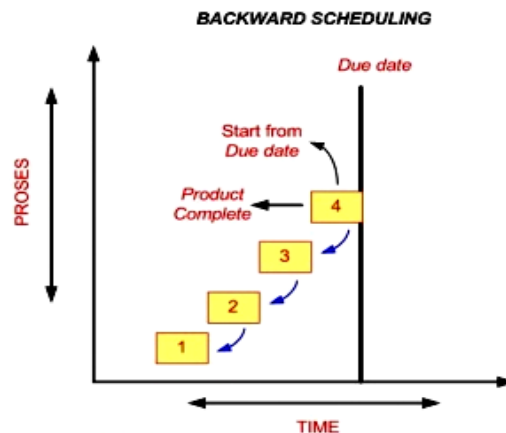 BACKWARD SCHEDULING
Due date
Start from
Due date
Product
Complete
4
3
2
1
PROSES
TIME